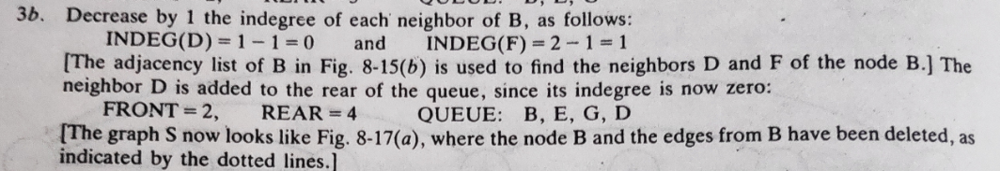 3b. Decrease by 1 the indegree of each neighbor of B, as follows:
INDEG(D) = 1 − 1 = 0 and INDEG(F) = 2 − 1 = 1
[The adjacency list of B in Fig. 8-15(b) is used to find the neighbors D and F of the node B.] The
neighbor D is added to the rear of the queue, since its indegree is now zero:
FRONT = 2, REAR = 4 QUEUE: B, E, G, D
[The graph S now looks like Fig. 8-17(a), where the node B and the edges from B have been deleted, as
indicated by the dotted lines.]